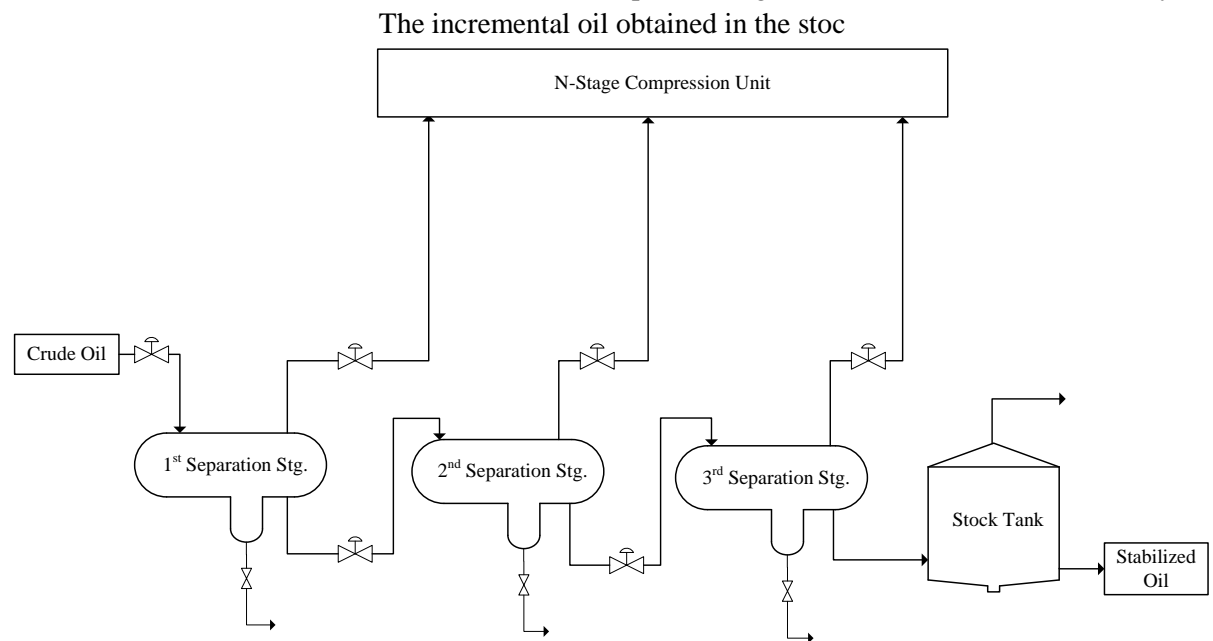 The incremental oil obtained in the stoc
N-Stage Compression Unit
Crude Oil
1st Separation Stg.
2nd Separation Stg.
3rd Separation Stg.
Stock Tank
Stabilized
Oil